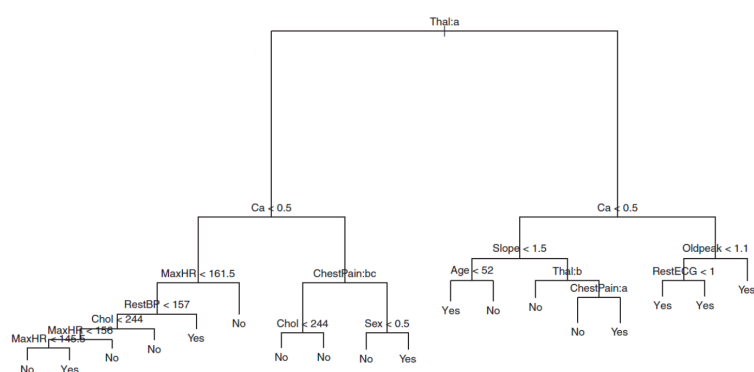 Thal:a
Ca < 0.5
Ca < 0.5
Slope < 1.5
Oldpeak < 1.1
MaxHR < 161.5
ChestPain:bc
Age < 52
Thal:b
RestECG < 1
Yes
ChestPain:a
RestBP < 157
Yes
No
No
Yes
Yes
Chol < 244
No
Chol < 244
Sex < 0.5
No
Yes
MaxHR < 156
Yes
MaxHR < 145.5
No
No
No
No
No
Yes
No
Yes